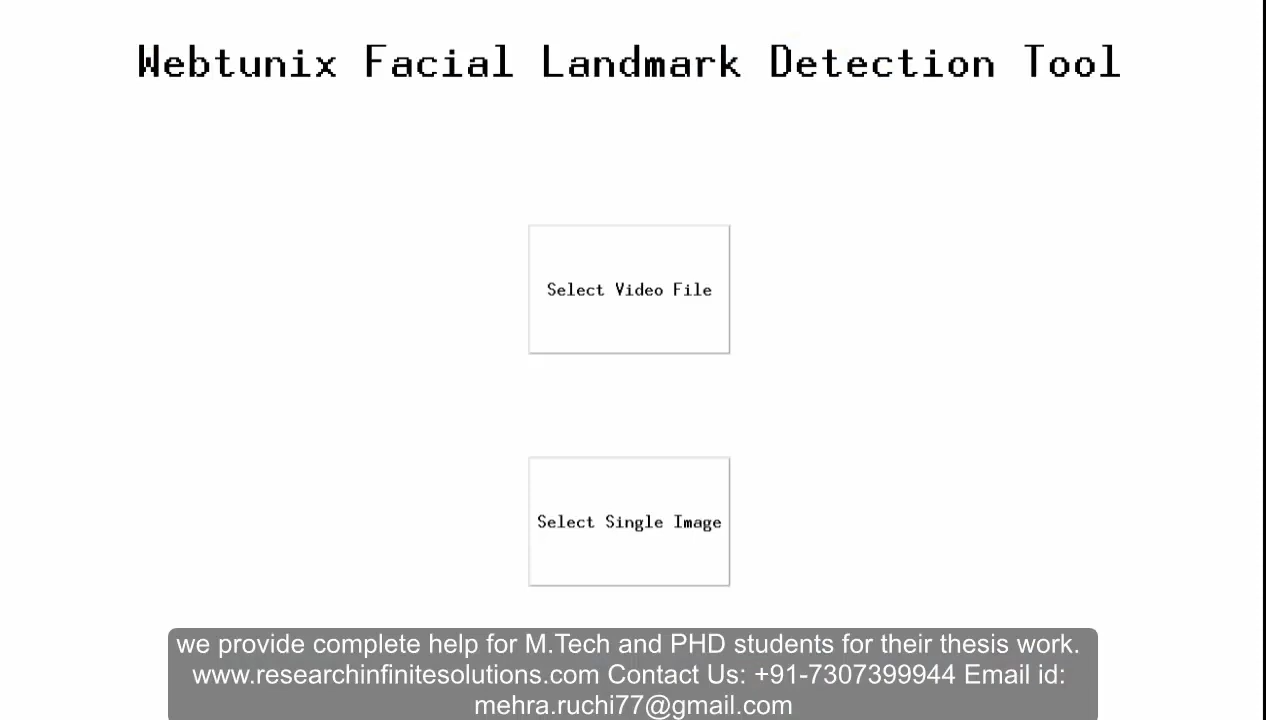 Webtunix Facial Landmark Detection Tool
Select Video File
Select Single Image
we provide complete help for M.Tech and PHD students for their thesis work.
www.researchinfinitesolutions.com Contact Us: +91-7307399944 Email id:
mehra.ruchi77@gmail.com